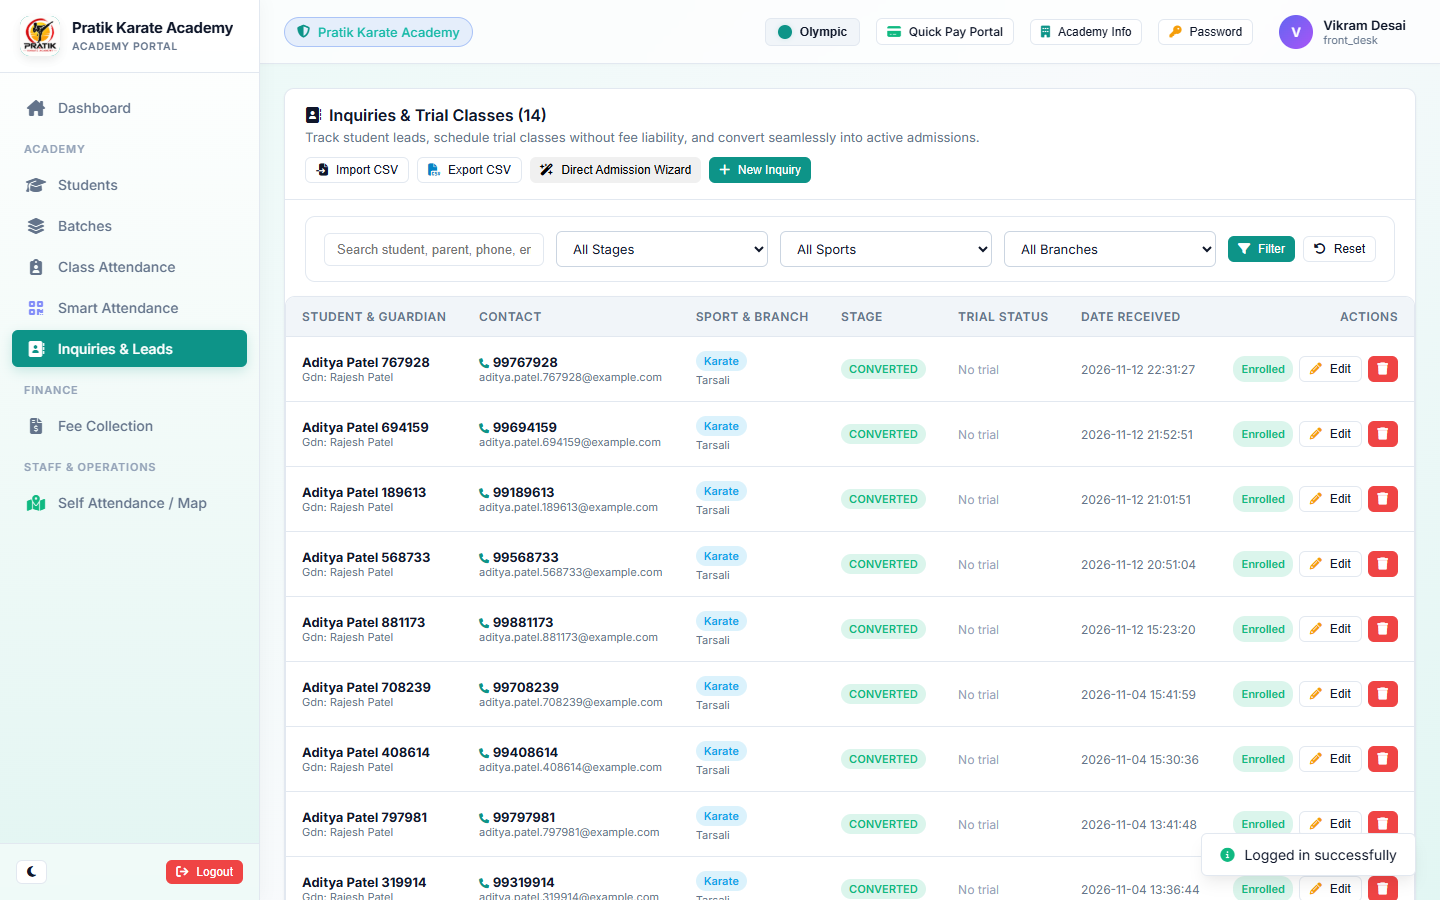 PRATIK
Pratik Karate Academy
ACADEMY PORTAL
Dashboard
ACADEMY
Students
Batches
Class Attendance
Smart Attendance
Inquiries & Leads
FINANCE
Fee Collection
STAFF & OPERATIONS
Self Attendance / Map
Logout
Pratik Karate Academy
Olympic
Quick Pay Portal
Academy Info
Password
V
Vikram Desai
front_desk
Inquiries & Trial Classes (14)
Track student leads, schedule trial classes without fee liability, and convert seamlessly into active admissions.
Import CSV
Export CSV
Direct Admission Wizard
New Inquiry
Search student, parent, phone, er
All Stages
All Sports
All Branches
Filter
Reset
STUDENT & GUARDIAN CONTACT SPORT & BRANCH STAGE TRIAL STATUS DATE RECEIVED ACTIONS
Aditya Patel 767928 99767928 Karate CONVERTED No trial 2026-11-12 22:31:27 Enrolled Edit
Gdn: Rajesh Patel aditya.patel.767928@example.com Tarsali
Aditya Patel 694159 99694159 Karate CONVERTED No trial 2026-11-12 21:52:51 Enrolled Edit
Gdn: Rajesh Patel aditya.patel.694159@example.com Tarsali
Aditya Patel 189613 99189613 Karate CONVERTED No trial 2026-11-12 21:01:51 Enrolled Edit
Gdn: Rajesh Patel aditya.patel.189613@example.com Tarsali
Aditya Patel 568733 99568733 Karate CONVERTED No trial 2026-11-12 20:51:04 Enrolled Edit
Gdn: Rajesh Patel aditya.patel.568733@example.com Tarsali
Aditya Patel 881173 99881173 Karate CONVERTED No trial 2026-11-12 15:23:20 Enrolled Edit
Gdn: Rajesh Patel aditya.patel.881173@example.com Tarsali
Aditya Patel 708239 99708239 Karate CONVERTED No trial 2026-11-04 15:41:59 Enrolled Edit
Gdn: Rajesh Patel aditya.patel.708239@example.com Tarsali
Aditya Patel 408614 99408614 Karate CONVERTED No trial 2026-11-04 15:30:36 Enrolled Edit
Gdn: Rajesh Patel aditya.patel.408614@example.com Tarsali
Aditya Patel 797981 99797981 Karate CONVERTED No trial 2026-11-04 13:41:48 Enrolled Edit
Gdn: Rajesh Patel aditya.patel.797981@example.com Tarsali
Aditya Patel 319914 99319914 Karate CONVERTED No trial 2026-11-04 13:36:44 Enrolled Edit
Gdn: Rajesh Patel aditya.patel.319914@example.com Tarsali
Logged in successfully